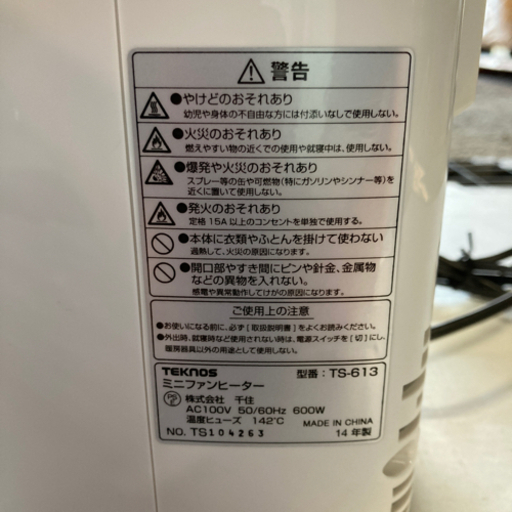 警告
●やけどのおそれあり
幼児や身体の不自由な方には付添いなしで使用しない。
●火災のおそれあり
燃えやすい物の近くでの使用や就寝中は、使用しない。
●爆発や火災のおそれあり
スプレー等の缶や可燃物(特にガソリンやシンナー等)を
近くに置いて使用しない。
●発火のおそれあり
定格15A以上のコンセントを単独で使用する。
●本体に衣類やふとんを掛けて使わない
過熱して、火災の原因になります。
●開口部やすき間にピンや針金、金属物
などの異物を入れない。
感電や異常動作してけがの原因になります。
ご使用上の注意
●お使いになる前に、必ず[取扱説明書]をよくお読みください。
●外出時、就寝時など使用されない時は、電源スイッチを[切]にし、
暖房器具以外の用途として使用しない。
TEKNOS 型番：TS-613
ミニファンヒーター
PS E 株式会社 千住
AC100V 50/60Hz 600W
温度ヒューズ 142℃ MADE IN CHINA
NO. TS104263 14年製